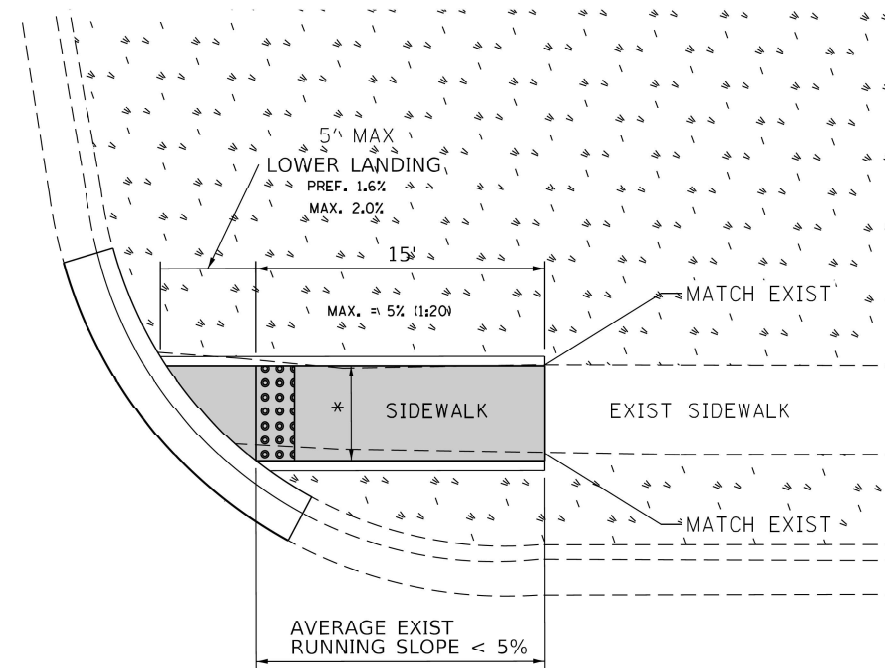 5' MAX
LOWER LANDING
PREF. 1.6%
MAX. 2.0%
15'
MAX. = 5% (1:20)
MATCH EXIST
*
SIDEWALK
EXIST SIDEWALK
MATCH EXIST
AVERAGE EXIST
RUNNING SLOPE < 5%